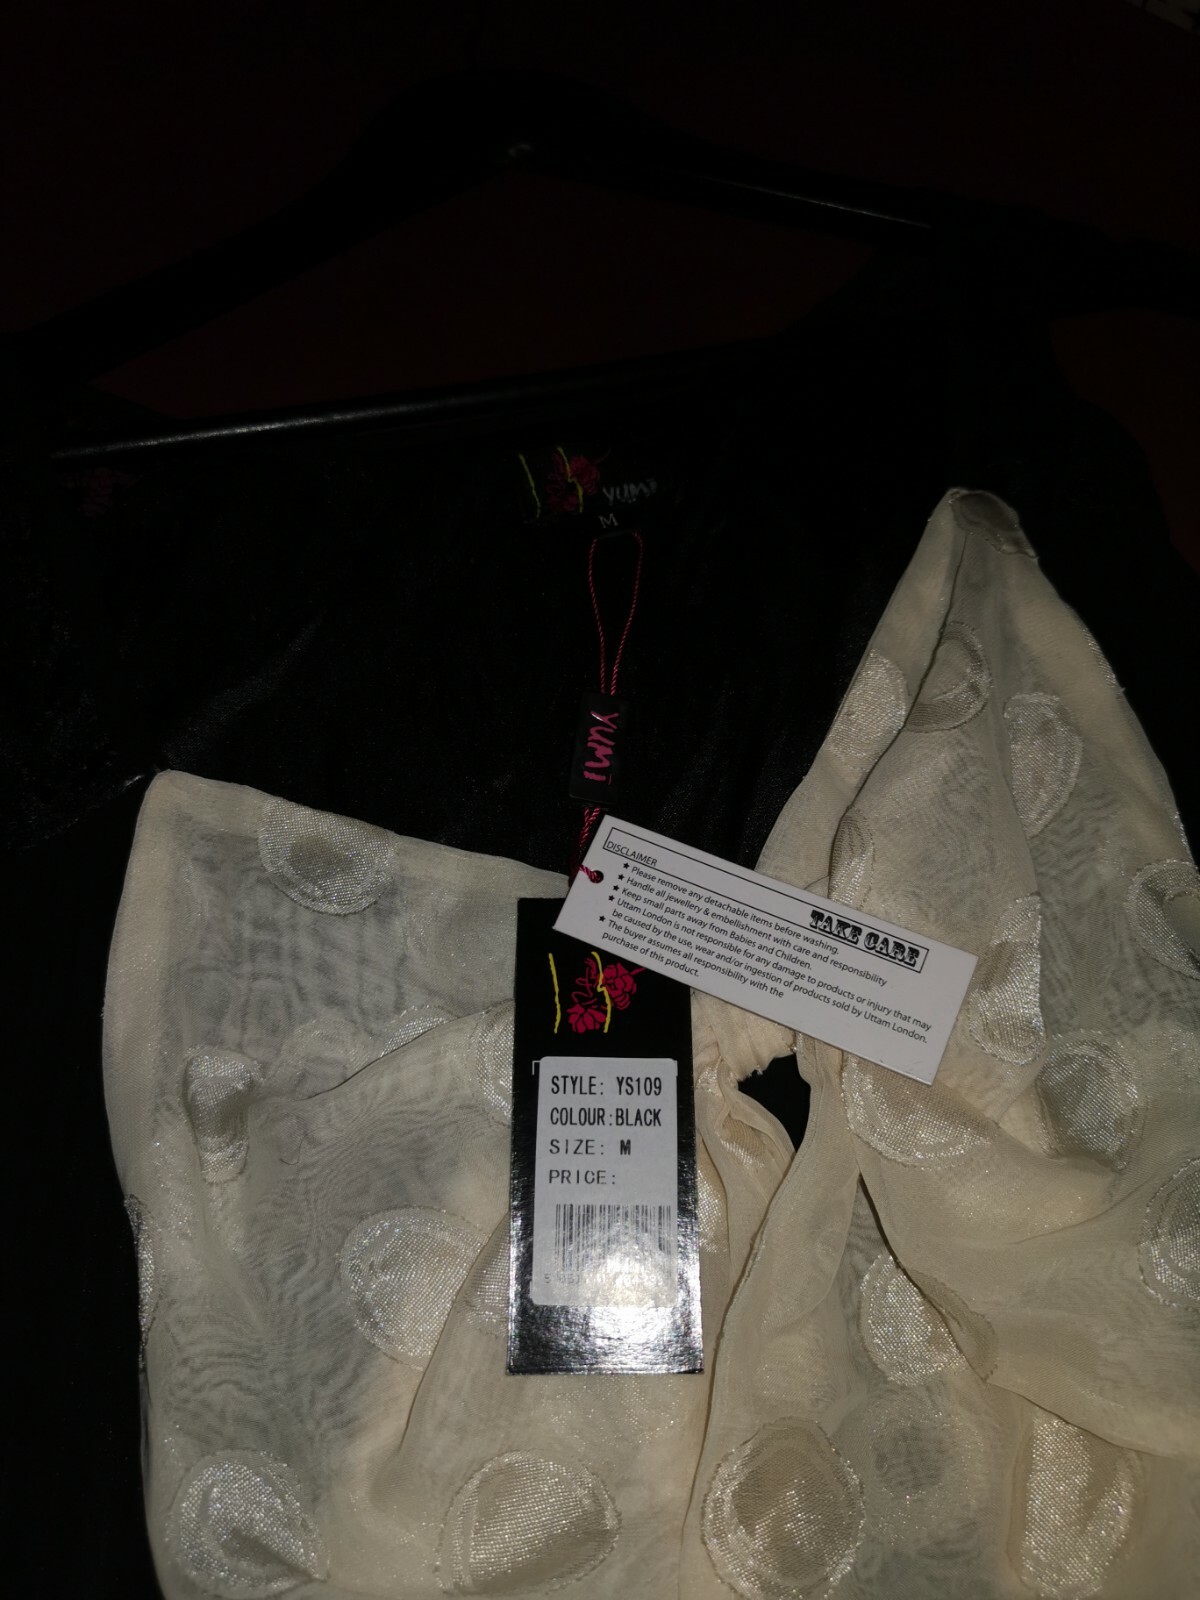 YUMI
M
YUMI
DISCLAIMER
TAKE CARE
★ Please remove any detachable items before washing.
★ Handle all jewellery & embellishment with care and responsibility
★ Keep small parts away from Babies and Children.
★ Uttam London is not responsible for any damage to products or injury that may
be caused by the use, wear and/or ingestion of products sold by Uttam London.
★ The buyer assumes all responsibility with the
purchase of this product.
STYLE: YS109
COLOUR:BLACK
SIZE: M
PRICE: